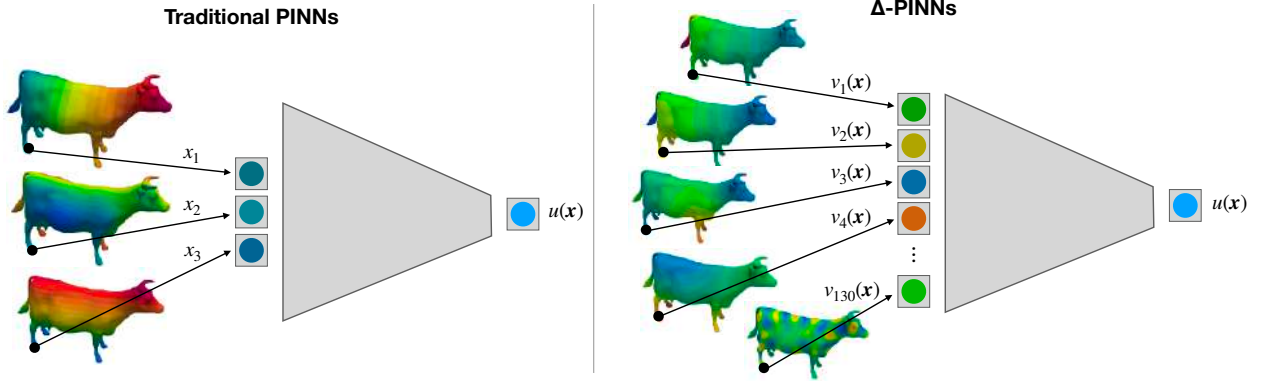 Traditional PINNs
x₁
x₂
x₃
u(x)
Δ-PINNs
v₁(x)
v₂(x)
v₃(x)
v₄(x)
⋮
v₁₃₀(x)
u(x)